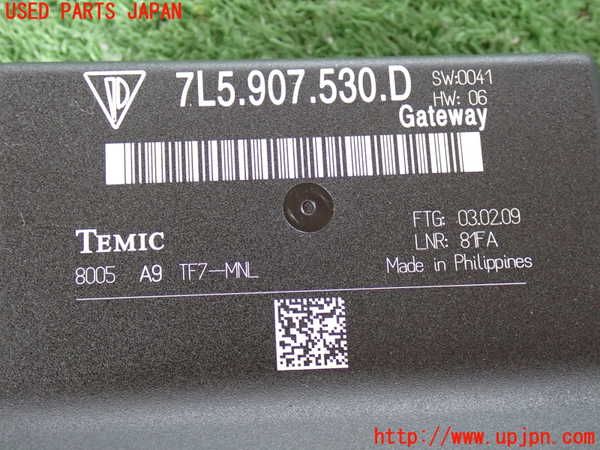 USED PARTS JAPAN
7L5.907.530.D
SW:0041
HW: 06
Gateway
FTG: 03.02.09
LNR: 81FA
Made in Philippines
TEMIC
8005 A9 TF7-MNL
http://www.upjpn.com/